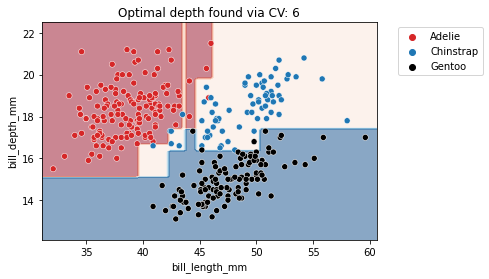 Optimal depth found via CV: 6
22
20
18
16
14
bill_depth_mm
35
40
45
50
55
60
bill_length_mm
Adelie
Chinstrap
Gentoo